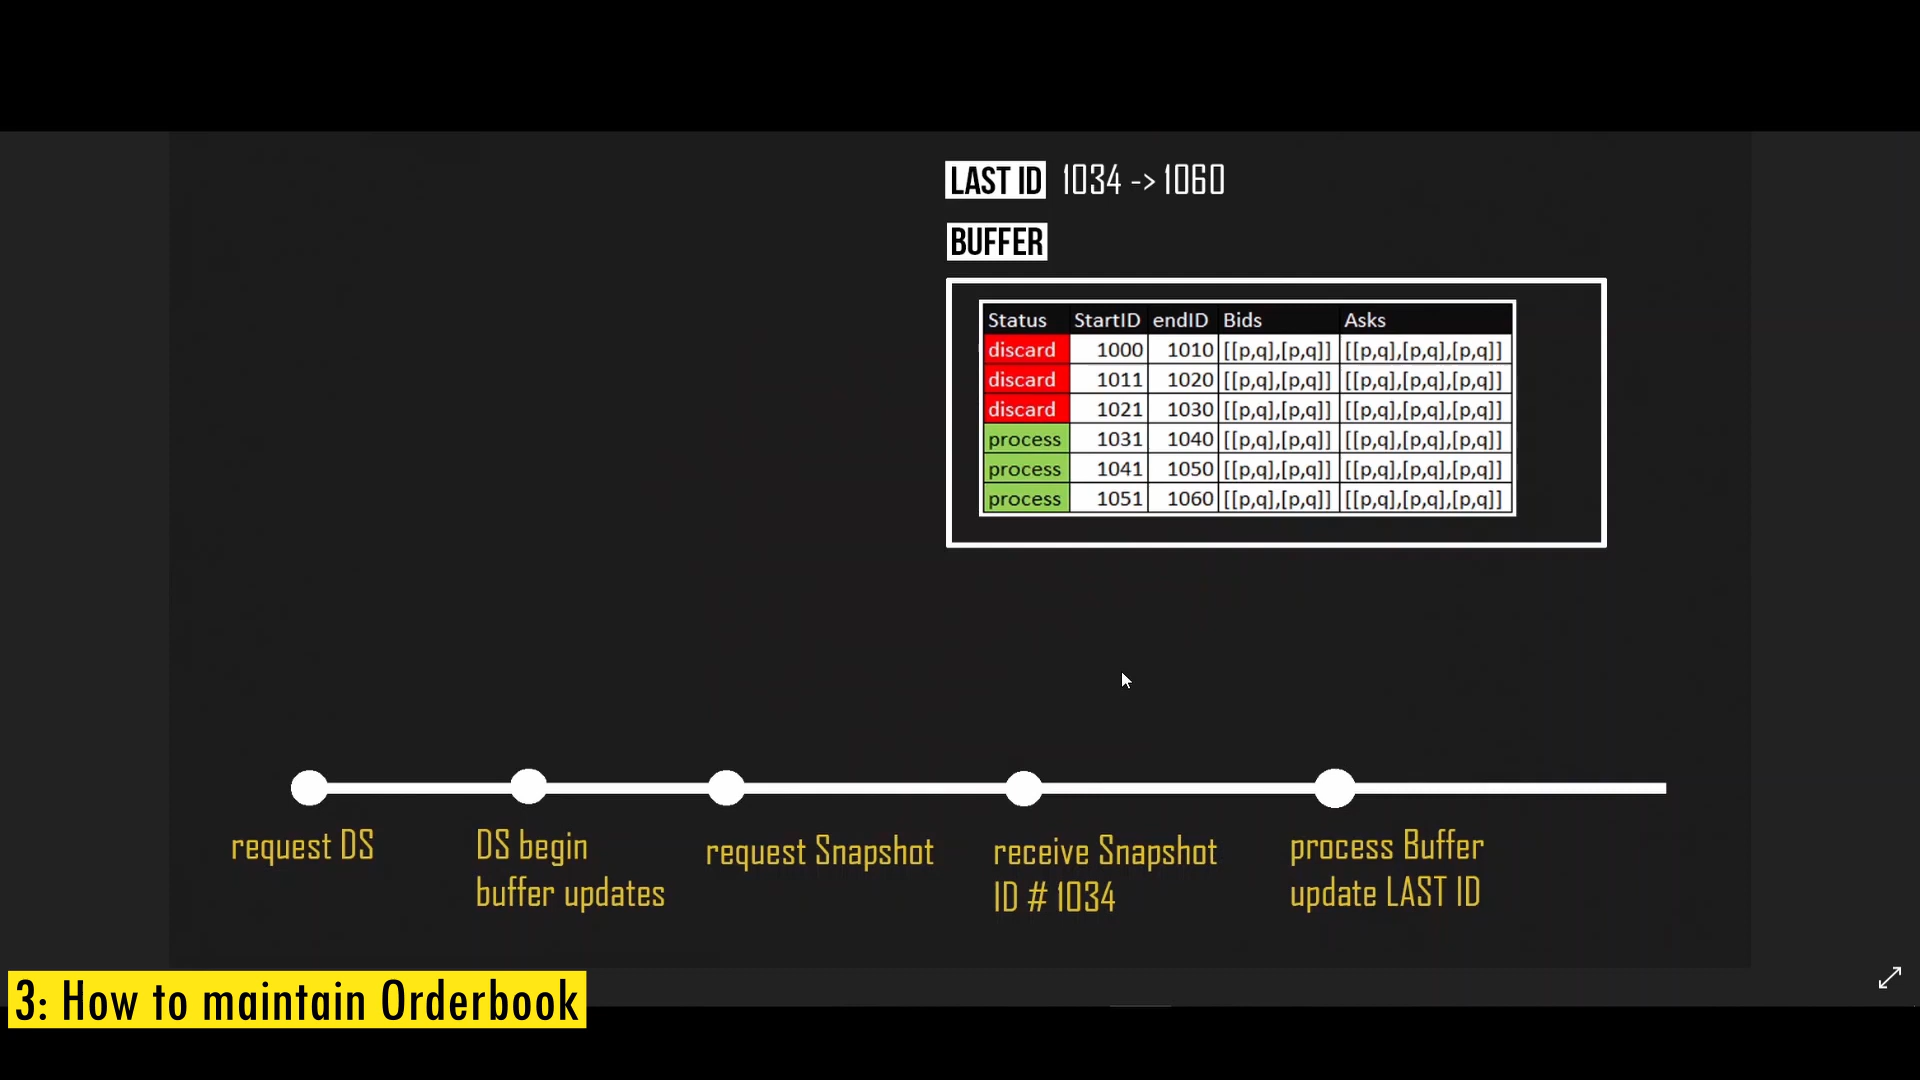 LAST ID 1034 -> 1060
BUFFER
Status StartID endID Bids Asks
discard 1000 1010 [[p,q],[p,q]] [[p,q],[p,q],[p,q]]
discard 1011 1020 [[p,q],[p,q]] [[p,q],[p,q],[p,q]]
discard 1021 1030 [[p,q],[p,q]] [[p,q],[p,q],[p,q]]
process 1031 1040 [[p,q],[p,q]] [[p,q],[p,q],[p,q]]
process 1041 1050 [[p,q],[p,q]] [[p,q],[p,q],[p,q]]
process 1051 1060 [[p,q],[p,q]] [[p,q],[p,q],[p,q]]
request DS
DS begin
buffer updates
request Snapshot
receive Snapshot
ID # 1034
process Buffer
update LAST ID
3: How to maintain Orderbook